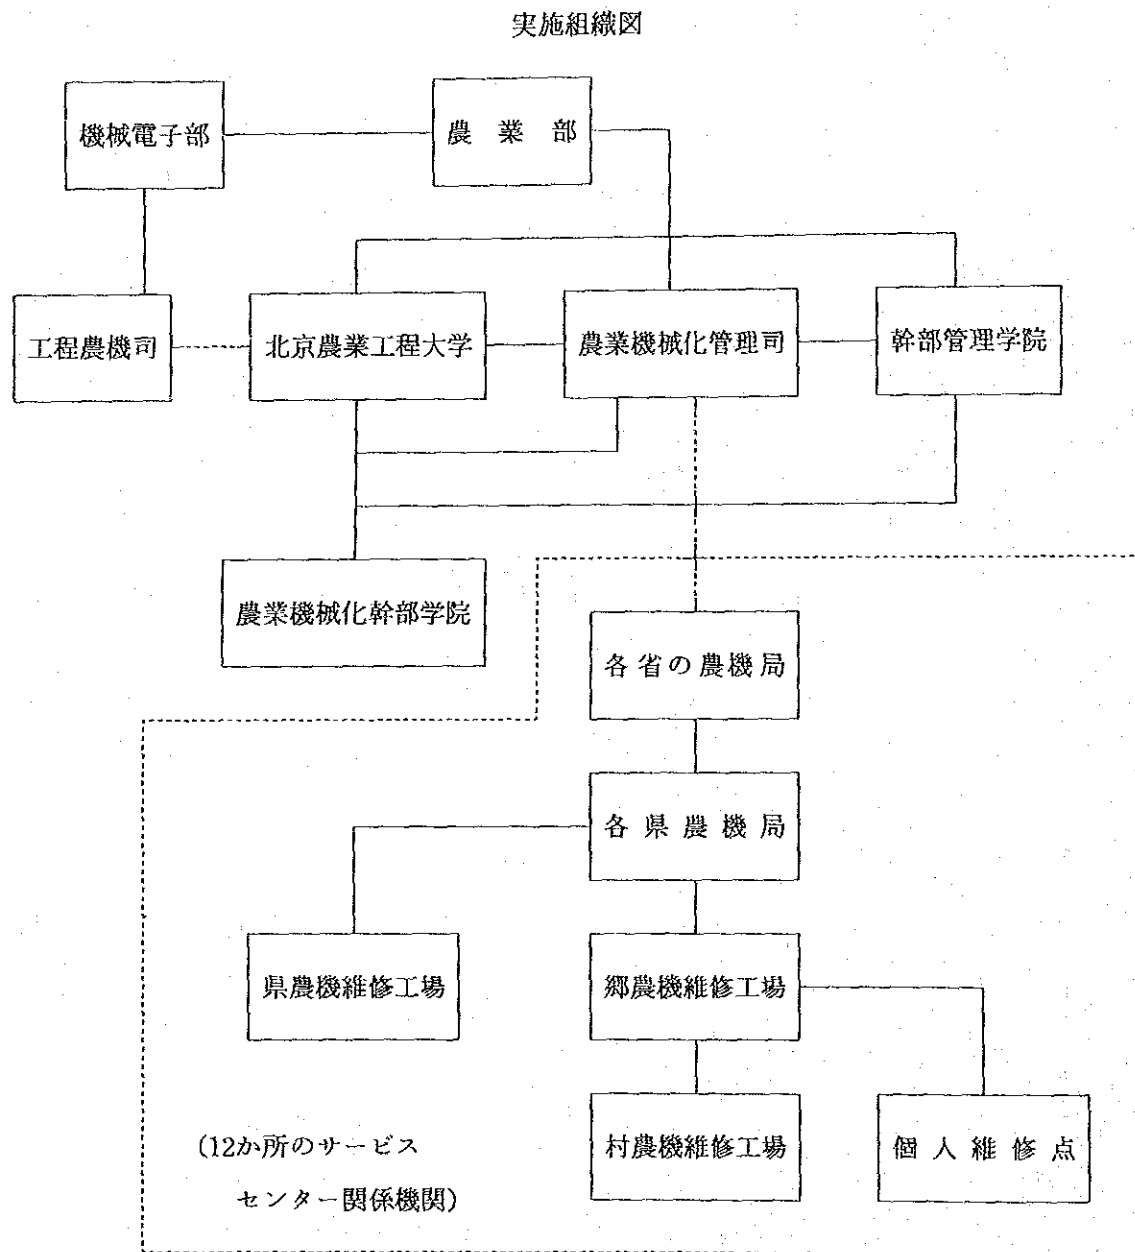 実施組織図
機械電子部
農業部
工程農機司
北京農業工程大学
農業機械化管理司
幹部管理学院
農業機械化幹部学院
各省の農機局
各県農機局
県農機維修工場
郷農機維修工場
村農機維修工場
個人維修点
(12か所のサービス
センター関係機関)